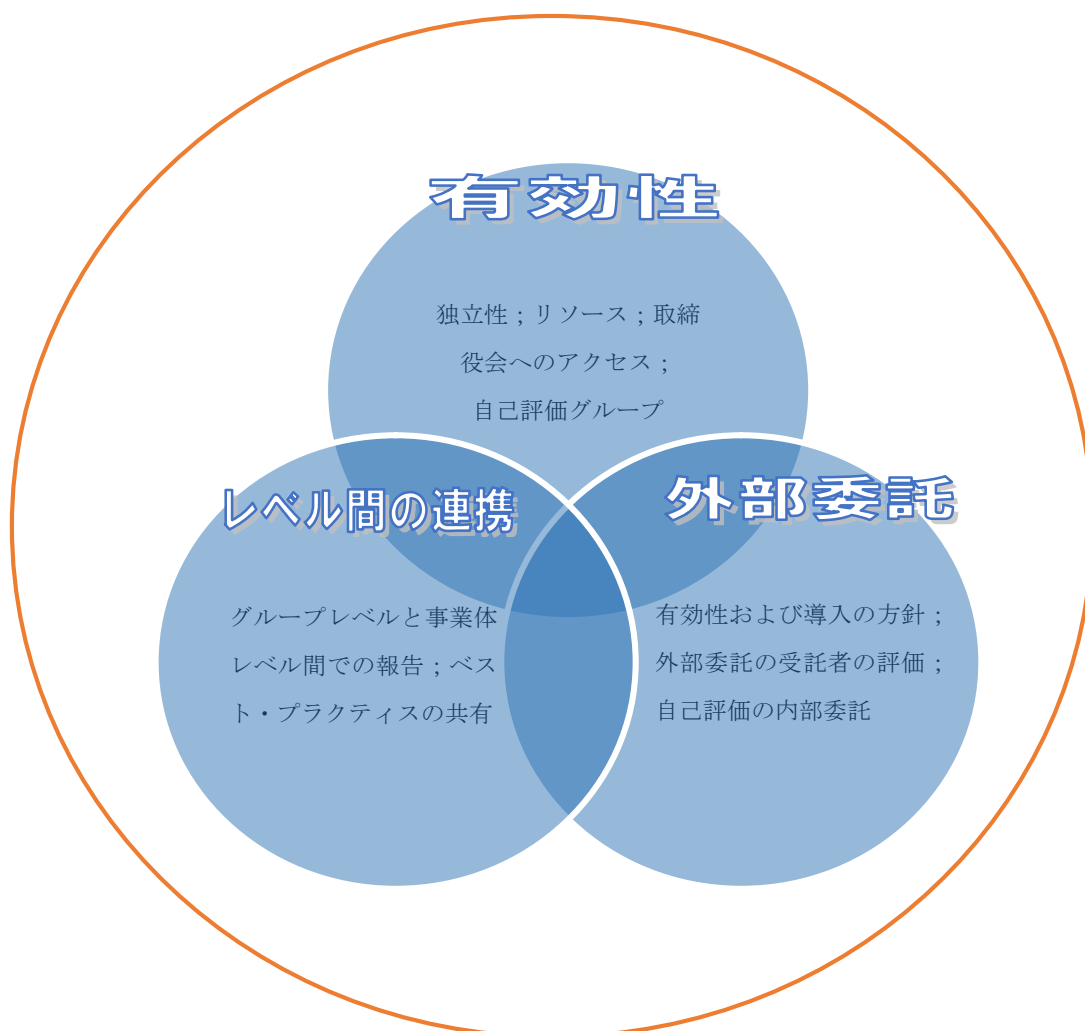 有効性
独立性；リソース；取締
役会へのアクセス；
自己評価グループ
レベル間の連携
グループレベルと事業体
レベル間での報告；ベス
ト・プラクティスの共有
外部委託
有効性および導入の方針；
外部委託の受託者の評価；
自己評価の内部委託